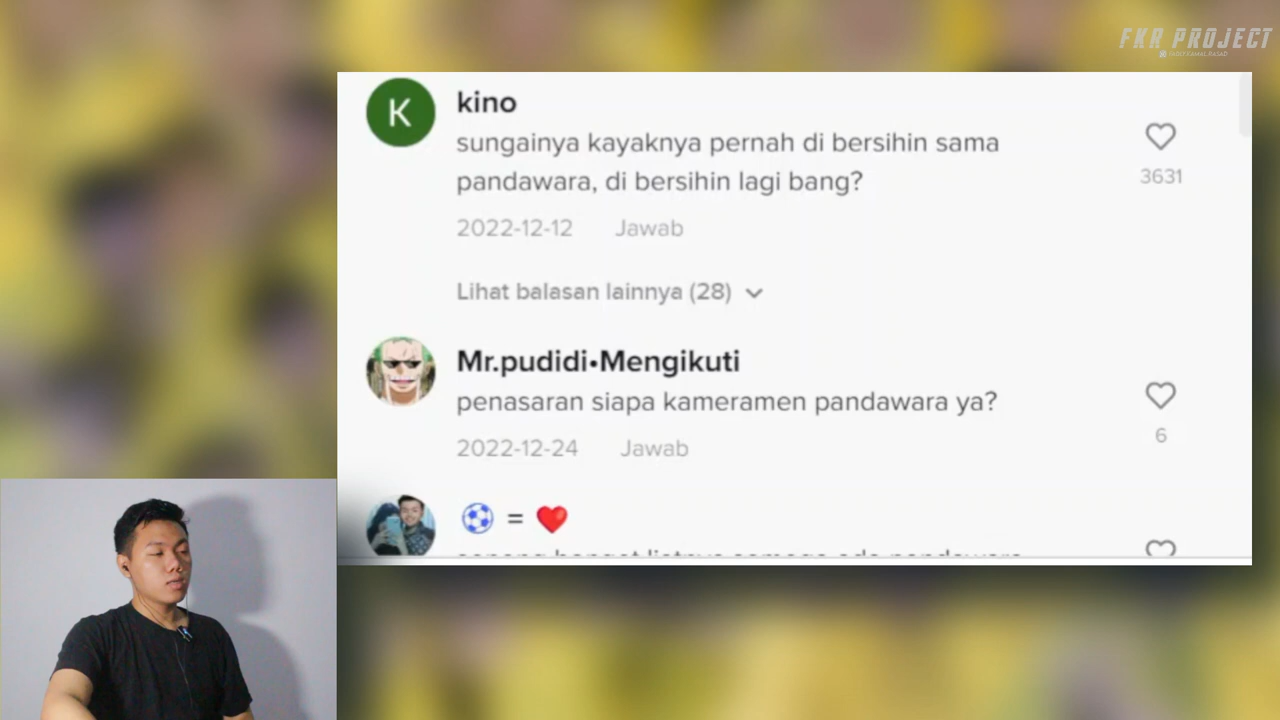 FKR PROJECT
K
kino
sungainya kayaknya pernah di bersihin sama
pandawara, di bersihin lagi bang?
3631
2022-12-12 Jawab
Lihat balasan lainnya (28)
Mr.pudidi•Mengikuti
penasaran siapa kameramen pandawara ya?
6
2022-12-24 Jawab
⚽ = ❤️